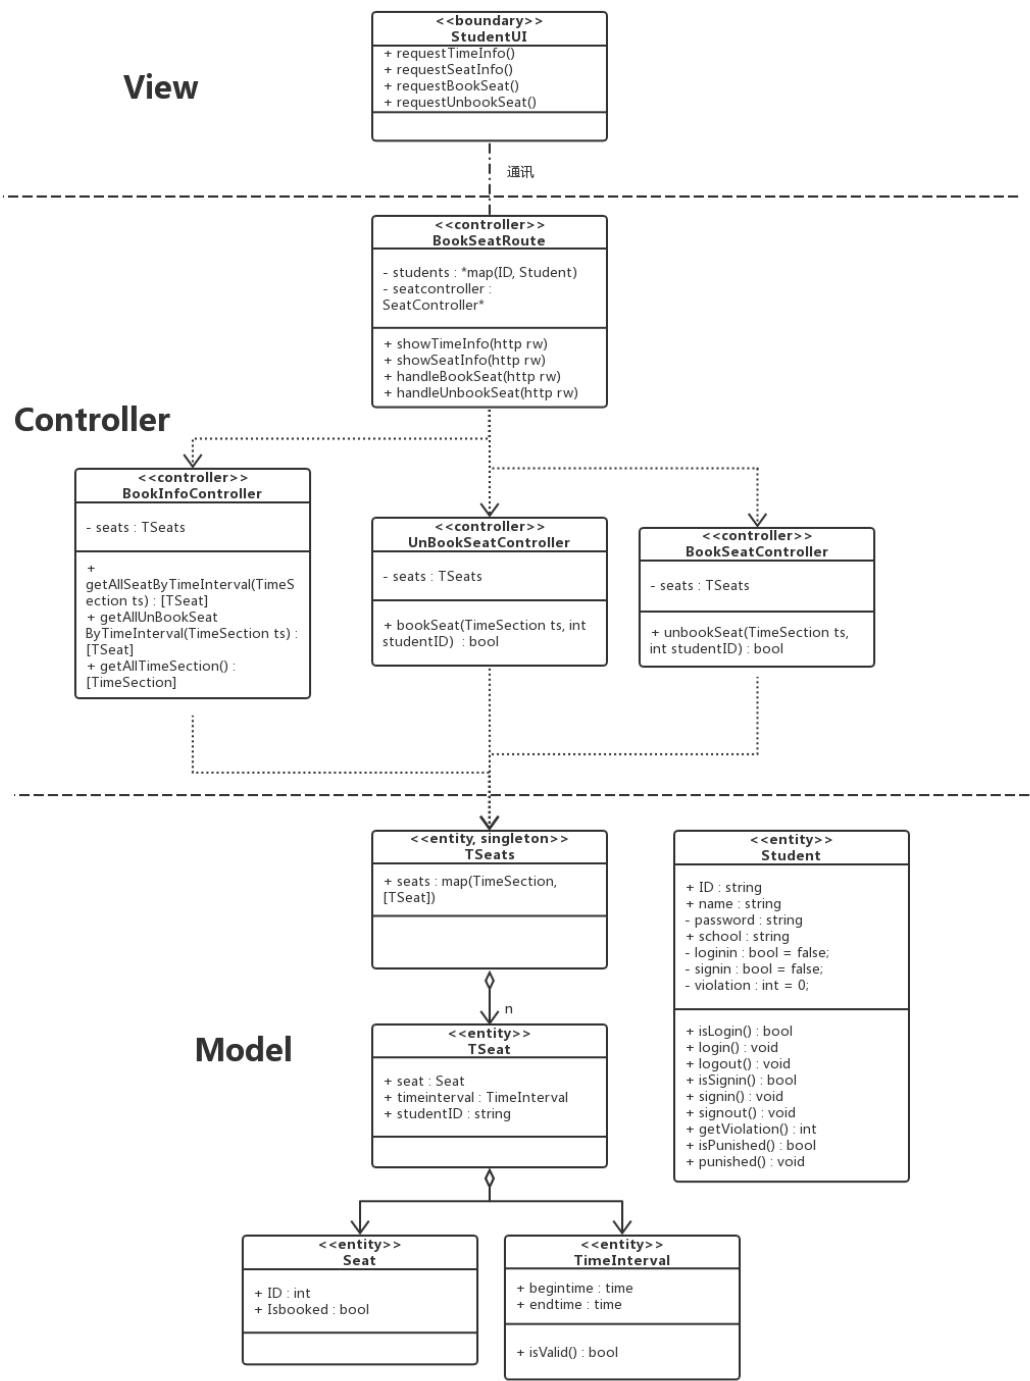 <<boundary>>
StudentUI
+ requestTimeInfo()
+ requestSeatInfo()
+ requestBookSeat()
+ requestUnbookSeat()
View
通讯
<<controller>>
BookSeatRoute
- students : *map(ID, Student)
- seatcontroller :
SeatController*
+ showTimeInfo(http rw)
+ showSeatInfo(http rw)
+ handleBookSeat(http rw)
+ handleUnbookSeat(http rw)
Controller
<<controller>>
BookInfoController
- seats : TSeats
+
getAllSeatByTimeInterval(TimeS
ection ts) : [TSeat]
+ getAllUnBookSeat
ByTimeInterval(TimeSection ts) :
[TSeat]
+ getAllTimeSection() :
[TimeSection]
<<controller>>
UnBookSeatController
- seats : TSeats
+ bookSeat(TimeSection ts, int
studentID)  : bool
<<controller>>
BookSeatController
- seats : TSeats
+ unbookSeat(TimeSection ts,
int studentID) : bool
<<entity, singleton>>
TSeats
+ seats : map(TimeSection,
[TSeat])
n
<<entity>>
Student
+ ID : string
+ name : string
- password : string
+ school : string
- loginin : bool = false;
- signin : bool = false;
- violation : int = 0;
+ isLogin() : bool
+ login() : void
+ logout() : void
+ isSignin() : bool
+ signin() : void
+ signout() : void
+ getViolation() : int
+ isPunished() : bool
+ punished() : void
Model
<<entity>>
TSeat
+ seat : Seat
+ timeinterval : TimeInterval
+ studentID : string
<<entity>>
Seat
+ ID : int
+ Isbooked : bool
<<entity>>
TimeInterval
+ begintime : time
+ endtime : time
+ isValid() : bool